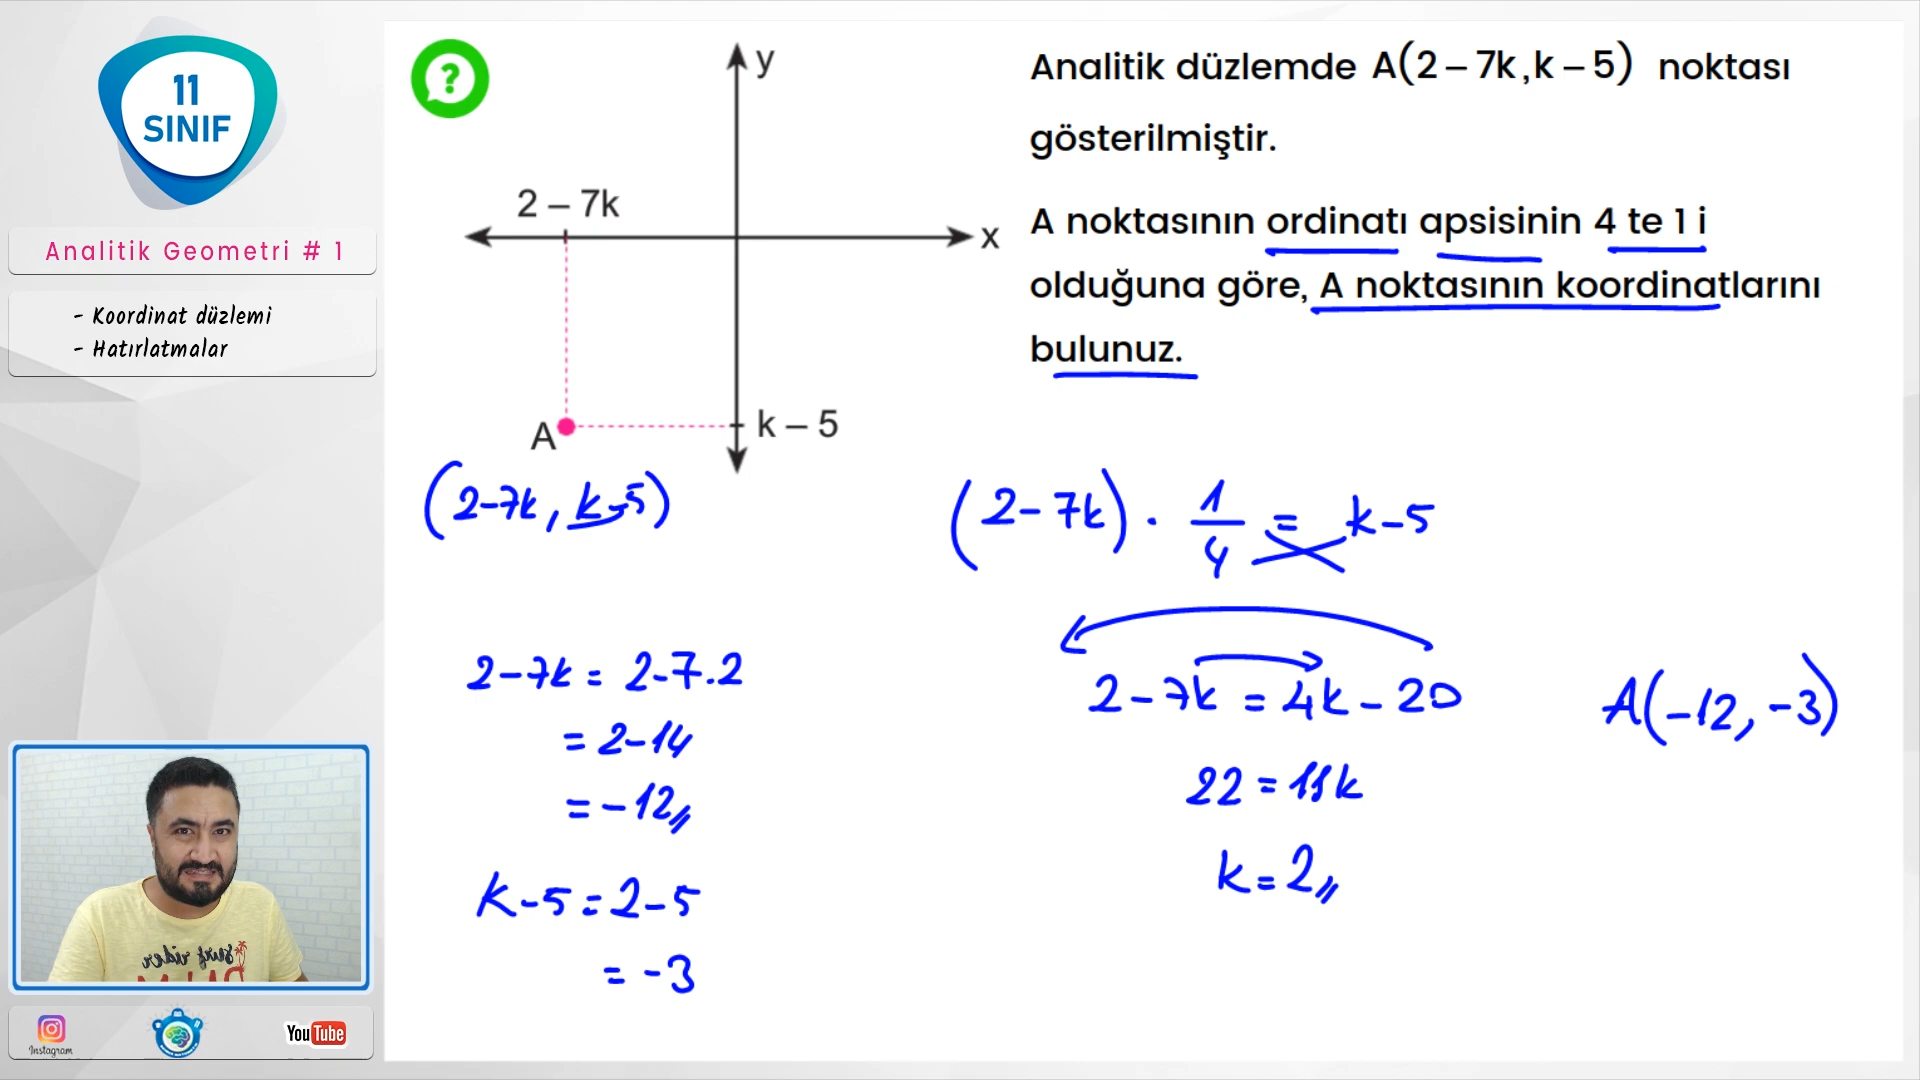 11
SINIF
Analitik Geometri # 1
- Koordinat düzlemi
- Hatırlatmalar
?
y
2 – 7k
x
A
k – 5
Analitik düzlemde A(2 – 7k, k – 5) noktası
gösterilmiştir.
A noktasının ordinatı apsisinin 4 te 1 i
olduğuna göre, A noktasının koordinatlarını
bulunuz.
(2-7k, k-5)
2-7k = 2-7.2
= 2-14
= -12
k-5 = 2-5
= -3
(2-7k) . 1/4 = k-5
2-7k = 4k-20
22 = 11k
k = 2
A(-12, -3)
Surf rider
Instagram
YouTube